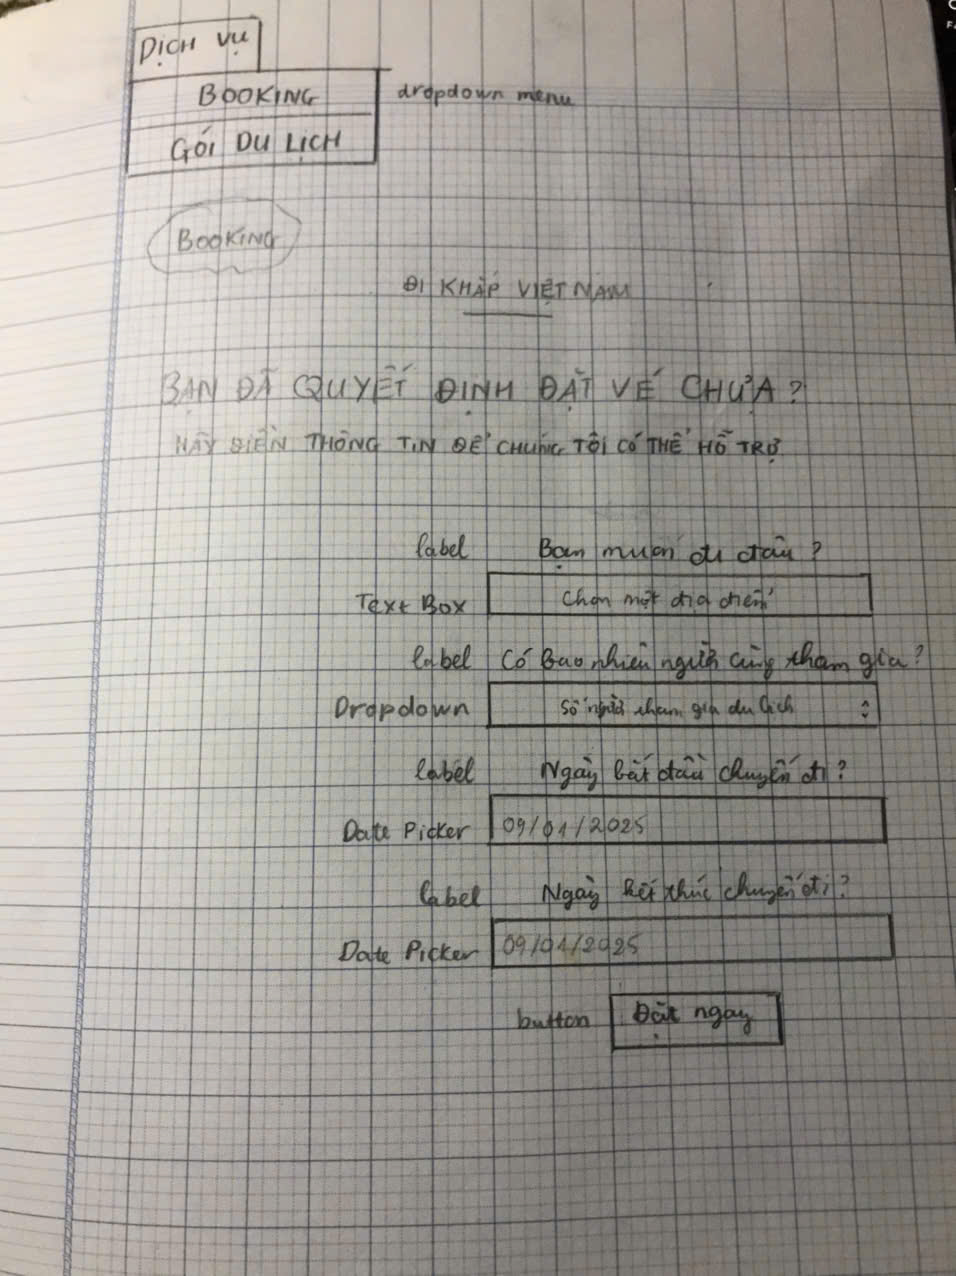 DỊCH VỤ
BOOKING dropdown menu
GÓI DU LỊCH
BOOKING
ĐI KHẮP VIỆT NAM
BẠN ĐÃ QUYẾT ĐỊNH ĐẶT VÉ CHƯA?
HÃY ĐIỀN THÔNG TIN ĐỂ CHÚNG TÔI CÓ THỂ HỖ TRỢ
label Bạn muốn đi đâu?
Text Box Chọn một địa điểm
label Có Bao nhiêu người cùng tham gia?
Dropdown Số người tham gia du lịch
label Ngày bắt đầu chuyến đi?
Date Picker 09/01/2025
label Ngày kết thúc chuyến đi?
Date Picker 09/01/2025
button Đặt ngay